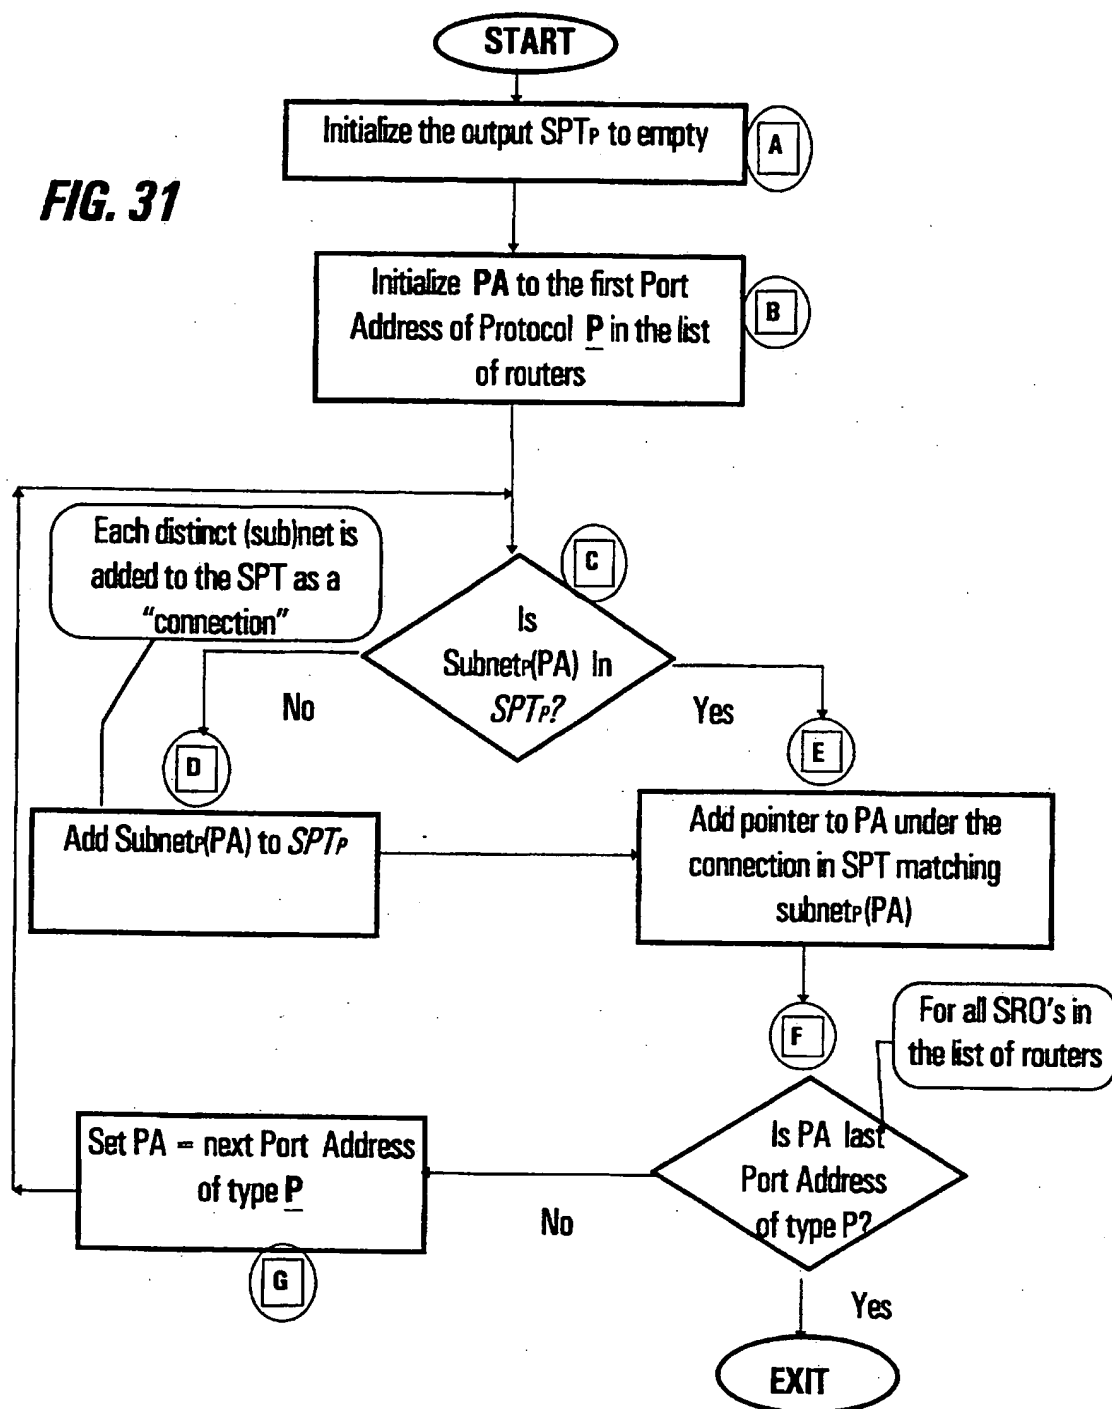 START
Initialize the output SPTP to empty
A
FIG. 31
Initialize PA to the first Port
Address of Protocol P in the list
of routers
B
Each distinct (sub)net is
added to the SPT as a
“connection”
C
Is
SubnetP(PA) In
SPTP?
No
Yes
D
E
Add SubnetP(PA) to SPTP
Add pointer to PA under the
connection in SPT matching
subnetP(PA)
F
For all SRO's in
the list of routers
Set PA = next Port Address
of type P
Is PA last
Port Address
of type P?
No
G
Yes
EXIT